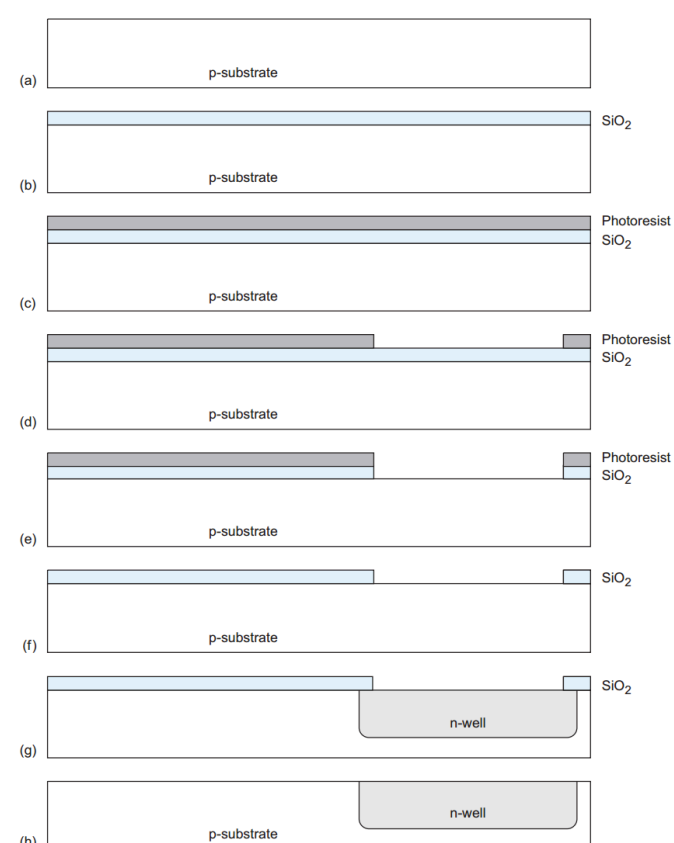 p-substrate
(a)
SiO2
p-substrate
(b)
Photoresist
SiO2
p-substrate
(c)
Photoresist
SiO2
p-substrate
(d)
Photoresist
SiO2
p-substrate
(e)
SiO2
p-substrate
(f)
SiO2
n-well
(g)
n-well
p-substrate
(h)